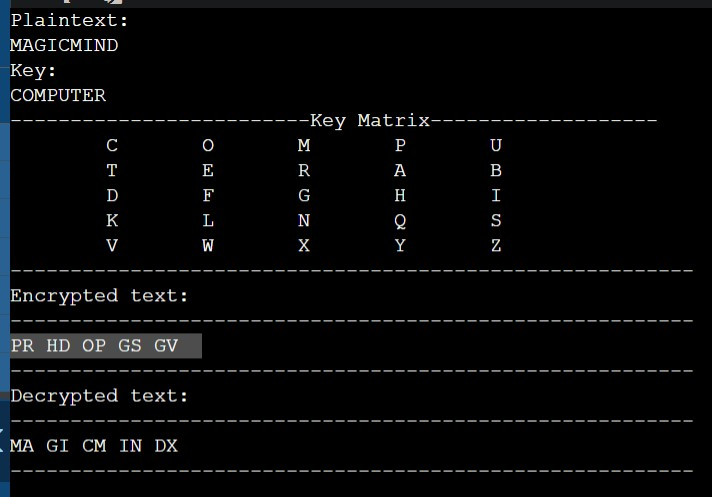 Plaintext:
MAGICMIND
Key:
COMPUTER
-------------------------Key Matrix-------------------
C O M P U
T E R A B
D F G H I
K L N Q S
V W X Y Z
---------------------------------------------------------
Encrypted text:
---------------------------------------------------------
PR HD OP GS GV
---------------------------------------------------------
Decrypted text:
---------------------------------------------------------
MA GI CM IN DX
---------------------------------------------------------